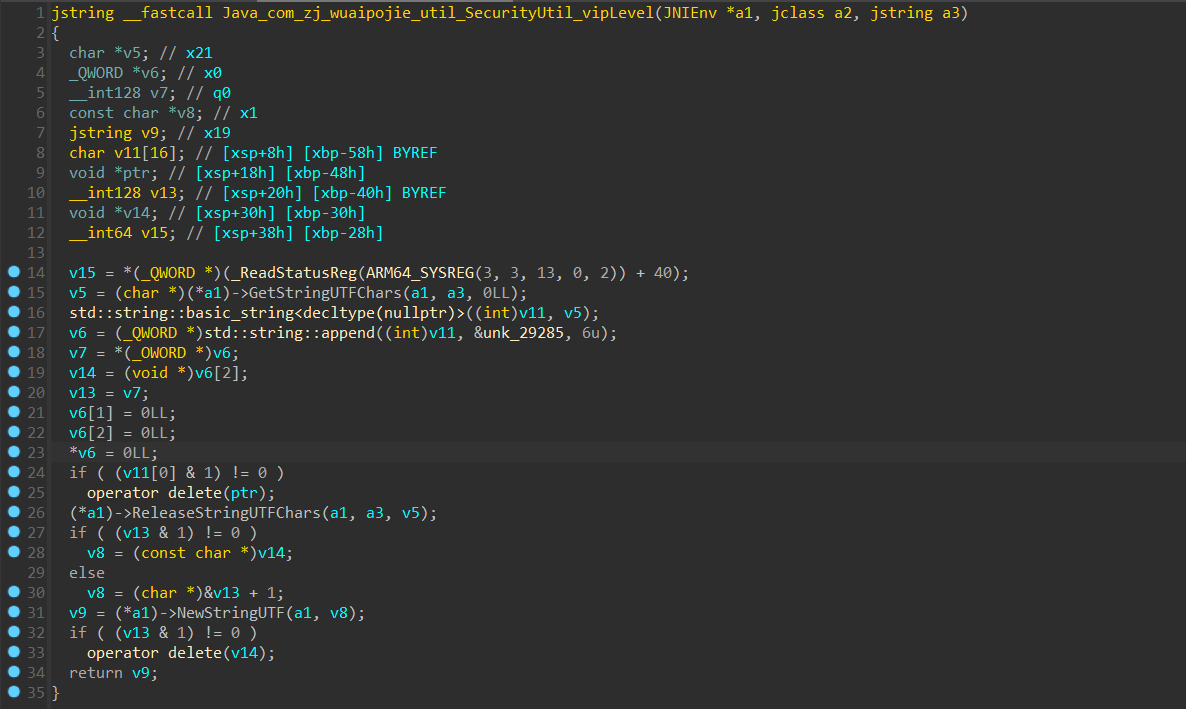 1 jstring __fastcall Java_com_zj_wuaipojie_util_SecurityUtil_vipLevel(JNIEnv *a1, jclass a2, jstring a3)
2 {
3   char *v5; // x21
4   _QWORD *v6; // x0
5   __int128 v7; // q0
6   const char *v8; // x1
7   jstring v9; // x19
8   char v11[16]; // [xsp+8h] [xbp-58h] BYREF
9   void *ptr; // [xsp+18h] [xbp-48h]
10   __int128 v13; // [xsp+20h] [xbp-40h] BYREF
11   void *v14; // [xsp+30h] [xbp-30h]
12   __int64 v15; // [xsp+38h] [xbp-28h]
13
14   v15 = *(_QWORD *)(_ReadStatusReg(ARM64_SYSREG(3, 3, 13, 0, 2)) + 40);
15   v5 = (char *)(*a1)->GetStringUTFChars(a1, a3, 0LL);
16   std::string::basic_string<decltype(nullptr)>((int)v11, v5);
17   v6 = (_QWORD *)std::string::append((int)v11, &unk_29285, 6u);
18   v7 = *(_OWORD *)v6;
19   v14 = (void *)v6[2];
20   v13 = v7;
21   v6[1] = 0LL;
22   v6[2] = 0LL;
23   *v6 = 0LL;
24   if ( (v11[0] & 1) != 0 )
25     operator delete(ptr);
26   (*a1)->ReleaseStringUTFChars(a1, a3, v5);
27   if ( (v13 & 1) != 0 )
28     v8 = (const char *)v14;
29   else
30     v8 = (char *)&v13 + 1;
31   v9 = (*a1)->NewStringUTF(a1, v8);
32   if ( (v13 & 1) != 0 )
33     operator delete(v14);
34   return v9;
35 }